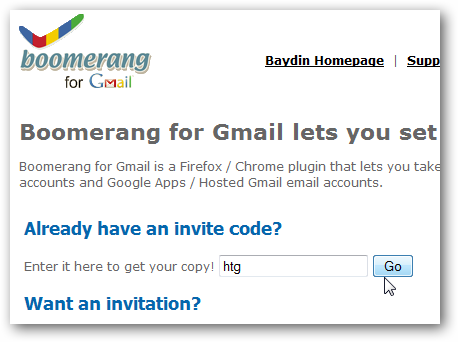 boomerang
for Gmail
Baydin Homepage | Supp
Boomerang for Gmail lets you set
Boomerang for Gmail is a Firefox / Chrome plugin that lets you take
accounts and Google Apps / Hosted Gmail email accounts.
Already have an invite code?
Enter it here to get your copy! htg Go
Want an invitation?